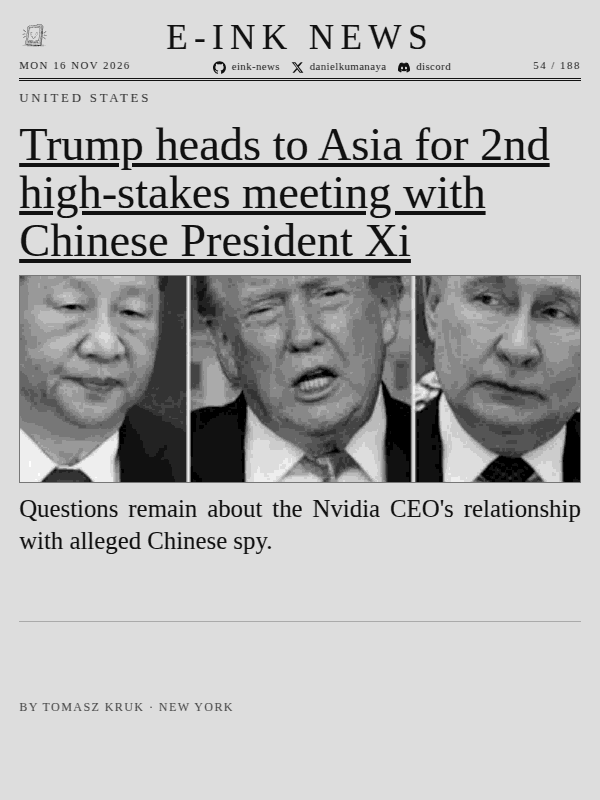 E-INK NEWS
MON 16 NOV 2026
eink-news danielkumanaya discord
54 / 188
UNITED STATES
Trump heads to Asia for 2nd
high-stakes meeting with
Chinese President Xi
Questions remain about the Nvidia CEO's relationship
with alleged Chinese spy.
BY TOMASZ KRUK · NEW YORK